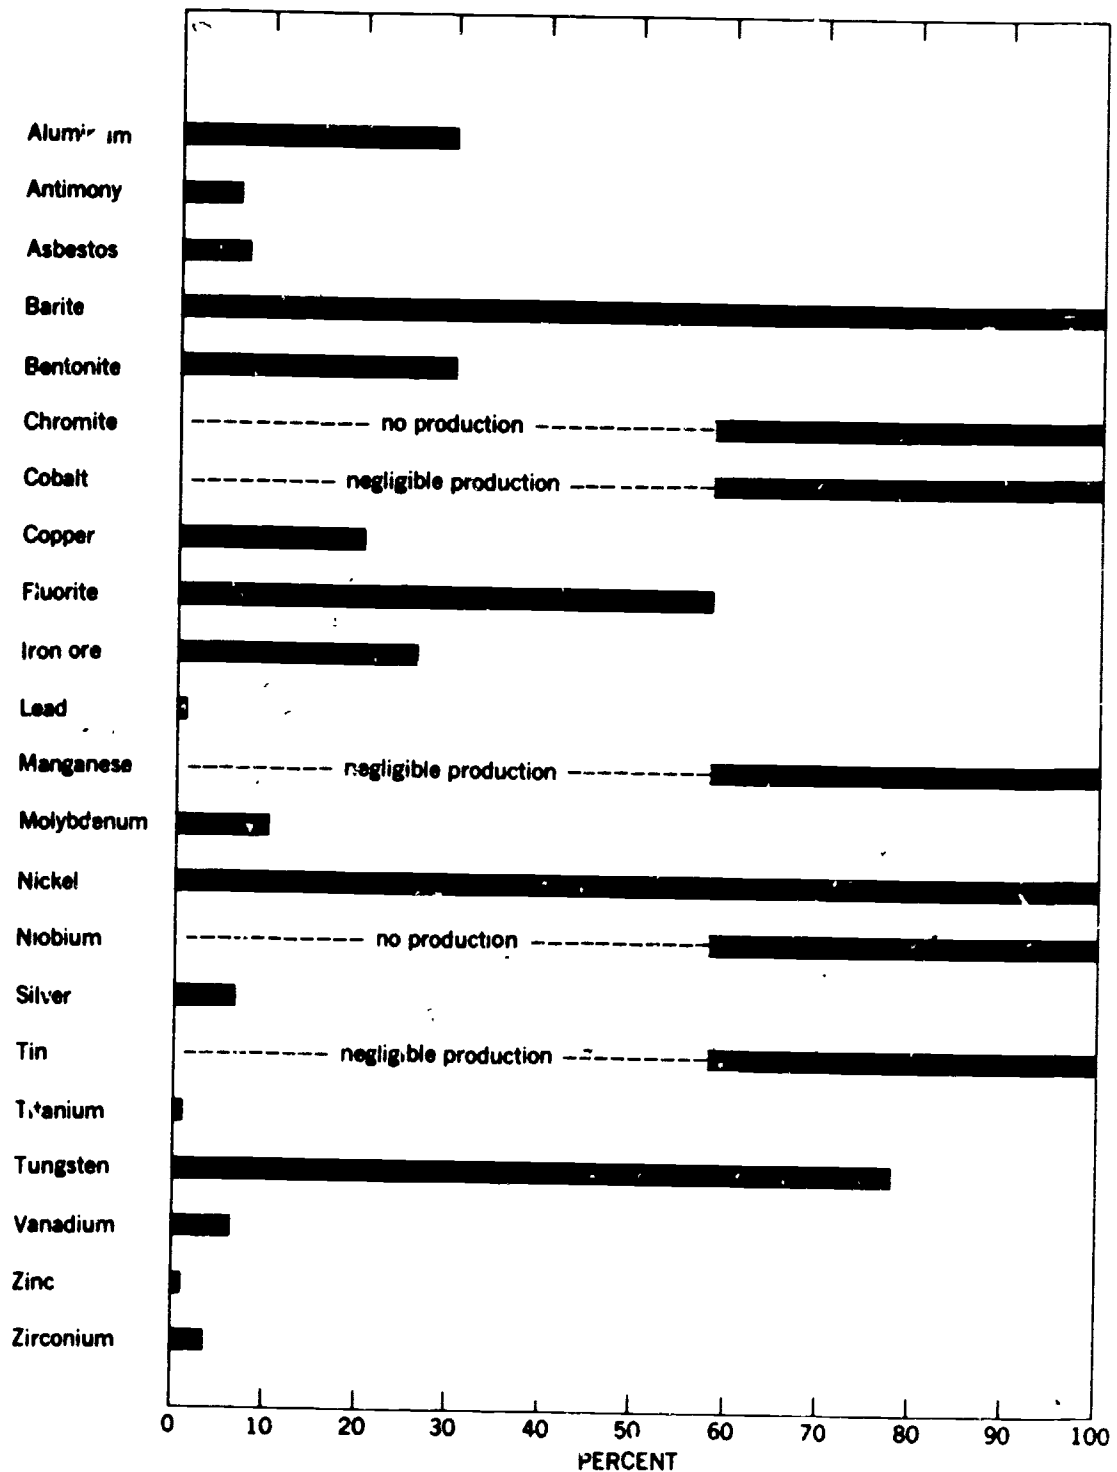 Aluminum
Antimony
Asbestos
Barite
Bentonite
Chromite no production
Cobalt negligible production
Copper
Fluorite
Iron ore
Lead
Manganese negligible production
Molybdenum
Nickel
Niobium no production
Silver
Tin negligible production
Titanium
Tungsten
Vanadium
Zinc
Zirconium
0 10 20 30 40 50 60 70 80 90 100
PERCENT